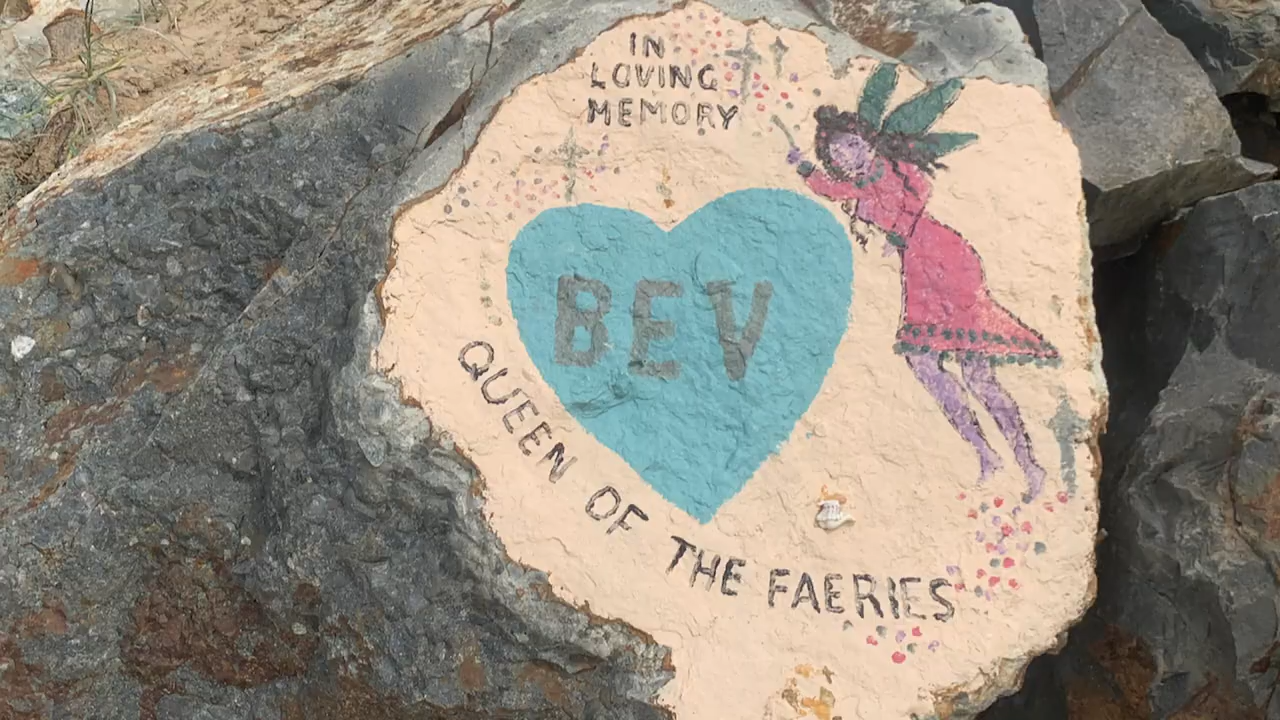 IN
LOVING
MEMORY
BEV
QUEEN OF THE FAERIES